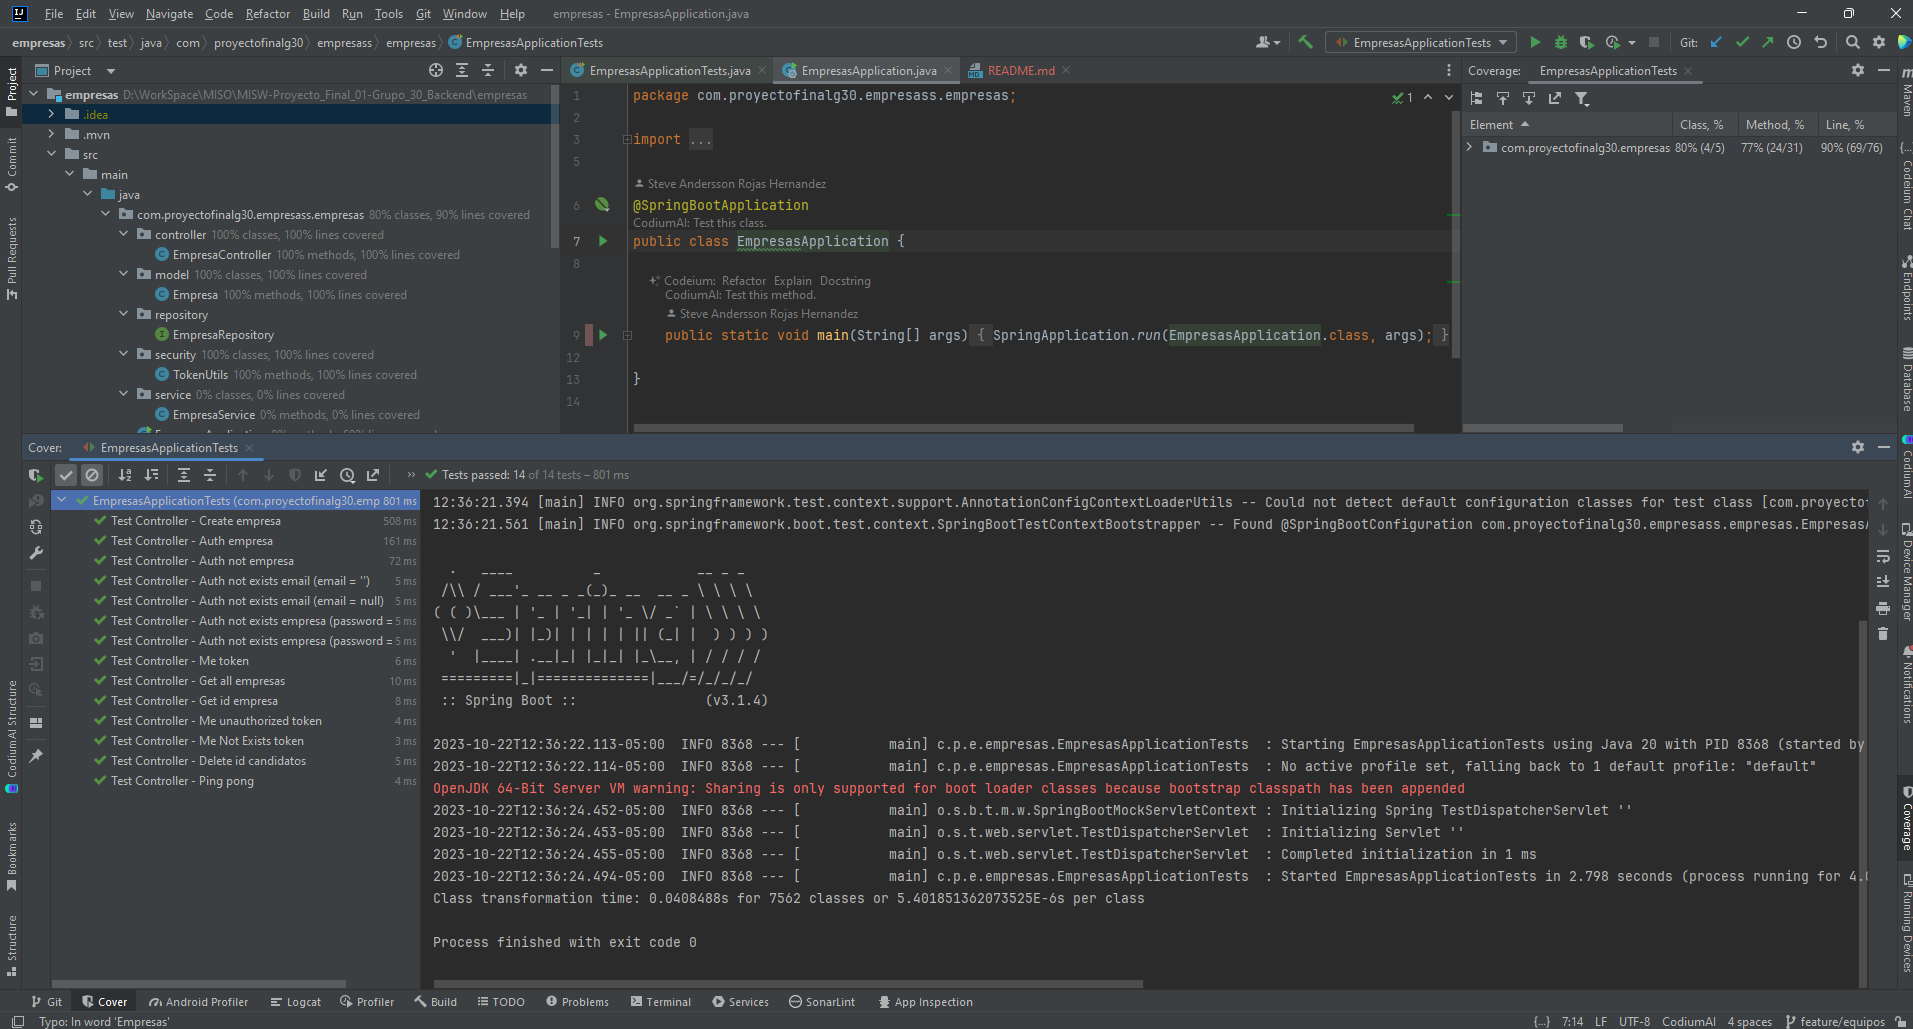 File Edit View Navigate Code Refactor Build Run Tools Git Window Help empresas - EmpresasApplication.java
empresas src test java com proyectofinalg30 empresass empresas EmpresasApplicationTests
EmpresasApplicationTests Git:
Project
EmpresasApplicationTests.java EmpresasApplication.java README.md
Coverage: EmpresasApplicationTests
empresas D:\WorkSpace\MISO\MISW-Proyecto_Final_01-Grupo_30_Backend\empresas
.idea
.mvn
src
main
java
com.proyectofinalg30.empresass.empresas 80% classes, 90% lines covered
controller 100% classes, 100% lines covered
EmpresaController 100% methods, 100% lines covered
model 100% classes, 100% lines covered
Empresa 100% methods, 100% lines covered
repository
EmpresaRepository
security 100% classes, 100% lines covered
TokenUtils 100% methods, 100% lines covered
service 0% classes, 0% lines covered
EmpresaService 0% methods, 0% lines covered
1 package com.proyectofinalg30.empresass.empresas;
1
2
3 import ...
5
Steve Andersson Rojas Hernandez
6 @SpringBootApplication
CodiumAI: Test this class.
7 public class EmpresasApplication {
8
Codeium: Refactor Explain Docstring
CodiumAI: Test this method.
Steve Andersson Rojas Hernandez
9 public static void main(String[] args) { SpringApplication.run(EmpresasApplication.class, args); }
12
13 }
14
Element Class, % Method, % Line, %
com.proyectofinalg30.empresas 80% (4/5) 77% (24/31) 90% (69/76)
Cover: EmpresasApplicationTests
Tests passed: 14 of 14 tests – 801 ms
EmpresasApplicationTests (com.proyectofinalg30.emp 801 ms
Test Controller - Create empresa 508 ms
Test Controller - Auth empresa 161 ms
Test Controller - Auth not empresa 72 ms
Test Controller - Auth not exists email (email = '') 5 ms
Test Controller - Auth not exists email (email = null) 5 ms
Test Controller - Auth not exists empresa (password = 5 ms
Test Controller - Auth not exists empresa (password = 5 ms
Test Controller - Me token 6 ms
Test Controller - Get all empresas 10 ms
Test Controller - Get id empresa 8 ms
Test Controller - Me unauthorized token 4 ms
Test Controller - Me Not Exists token 3 ms
Test Controller - Delete id candidatos 5 ms
Test Controller - Ping pong 4 ms
12:36:21.394 [main] INFO org.springframework.test.context.support.AnnotationConfigContextLoaderUtils -- Could not detect default configuration classes for test class [com.proyecto
12:36:21.561 [main] INFO org.springframework.boot.test.context.SpringBootTestContextBootstrapper -- Found @SpringBootConfiguration com.proyectofinalg30.empresass.empresas.Empresas
:: Spring Boot :: (v3.1.4)
2023-10-22T12:36:22.113-05:00 INFO 8368 --- [ main] c.p.e.empresas.EmpresasApplicationTests : Starting EmpresasApplicationTests using Java 20 with PID 8368 (started by
2023-10-22T12:36:22.114-05:00 INFO 8368 --- [ main] c.p.e.empresas.EmpresasApplicationTests : No active profile set, falling back to 1 default profile: "default"
OpenJDK 64-Bit Server VM warning: Sharing is only supported for boot loader classes because bootstrap classpath has been appended
2023-10-22T12:36:24.452-05:00 INFO 8368 --- [ main] o.s.b.t.m.w.SpringBootMockServletContext : Initializing Spring TestDispatcherServlet ''
2023-10-22T12:36:24.453-05:00 INFO 8368 --- [ main] o.s.t.web.servlet.TestDispatcherServlet : Initializing Servlet ''
2023-10-22T12:36:24.455-05:00 INFO 8368 --- [ main] o.s.t.web.servlet.TestDispatcherServlet : Completed initialization in 1 ms
2023-10-22T12:36:24.494-05:00 INFO 8368 --- [ main] c.p.e.empresas.EmpresasApplicationTests : Started EmpresasApplicationTests in 2.798 seconds (process running for 4.
Class transformation time: 0.0408488s for 7562 classes or 5.401851362073525E-6s per class
Process finished with exit code 0
Project
Commit
Pull Requests
CodiumAI Structure
Bookmarks
Structure
Maven
Codeium Chat
Endpoints
Database
CodiumAI
Device Manager
Notifications
Coverage
Running Devices
Git Cover Android Profiler Logcat Profiler Build TODO Problems Terminal Services SonarLint App Inspection
Typo: In word 'Empresas' {...} 7:14 LF UTF-8 CodiumAI 4 spaces feature/equipos